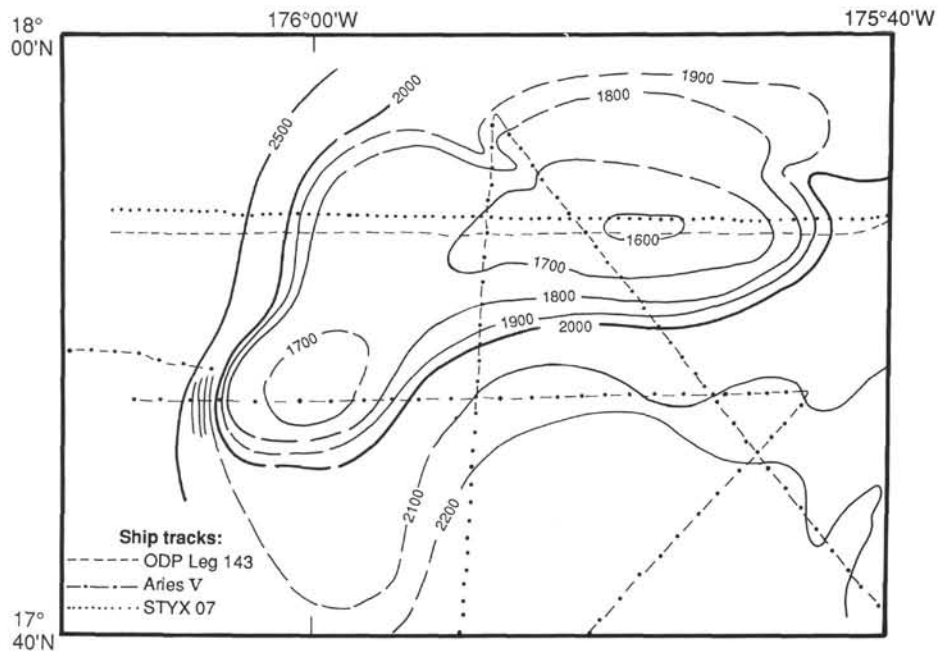 18°
00'N
176°00'W
175°40'W
1900
1800
2000
2500
1600
1700
1800
1700
1900
2000
2100
2200
Ship tracks:
ODP Leg 143
Aries V
STYX 07
17°
40'N